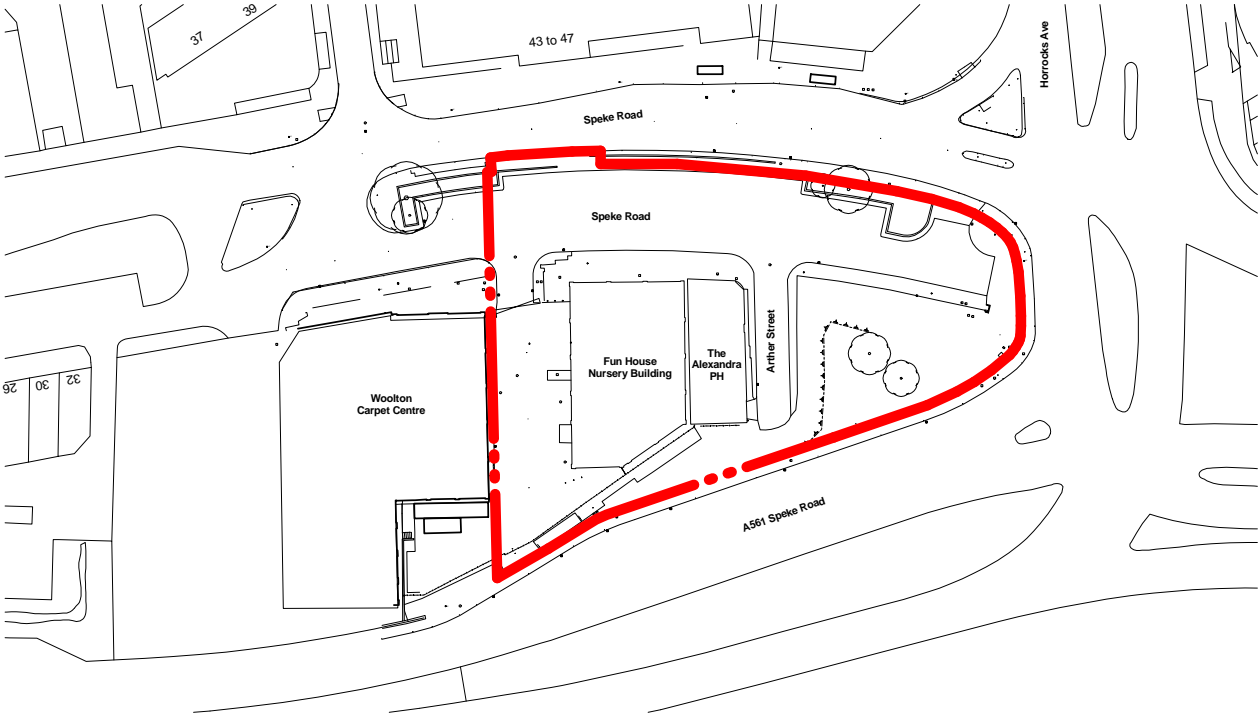 39
37
43 to 47
Horrocks Ave
Speke Road
Speke Road
Arther Street
Fun House
Nursery Building
The
Alexandra
PH
Woolton
Carpet Centre
26
30
32
A561 Speke Road